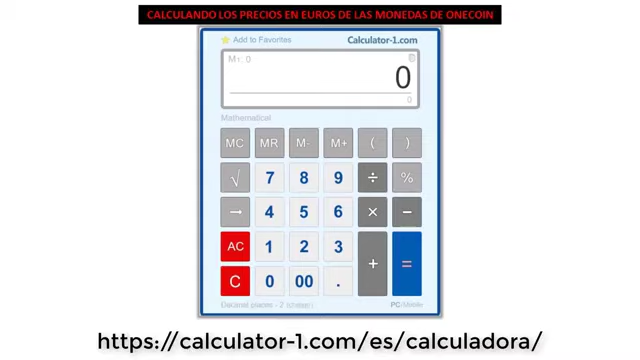 CALCULANDO LOS PRECIOS EN EUROS DE LAS MONEDAS DE ONECOIN
Add to Favorites Calculator-1.com
M1: 0
0
0
Mathematical
MC MR M- M+ ( )
√ 7 8 9 ÷ %
→ 4 5 6 × −
AC 1 2 3 + =
C 0 00 .
Decimal places - 2 PC/Mobile
https://calculator-1.com/es/calculadora/